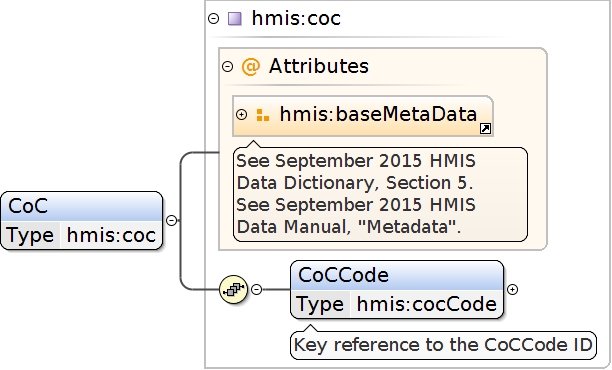 hmis:coc
@ Attributes
hmis:baseMetaData
See September 2015 HMIS
Data Dictionary, Section 5.
See September 2015 HMIS
Data Manual, "Metadata".
CoC
Type hmis:coc
CoCCode
Type hmis:cocCode
Key reference to the CoCCode ID